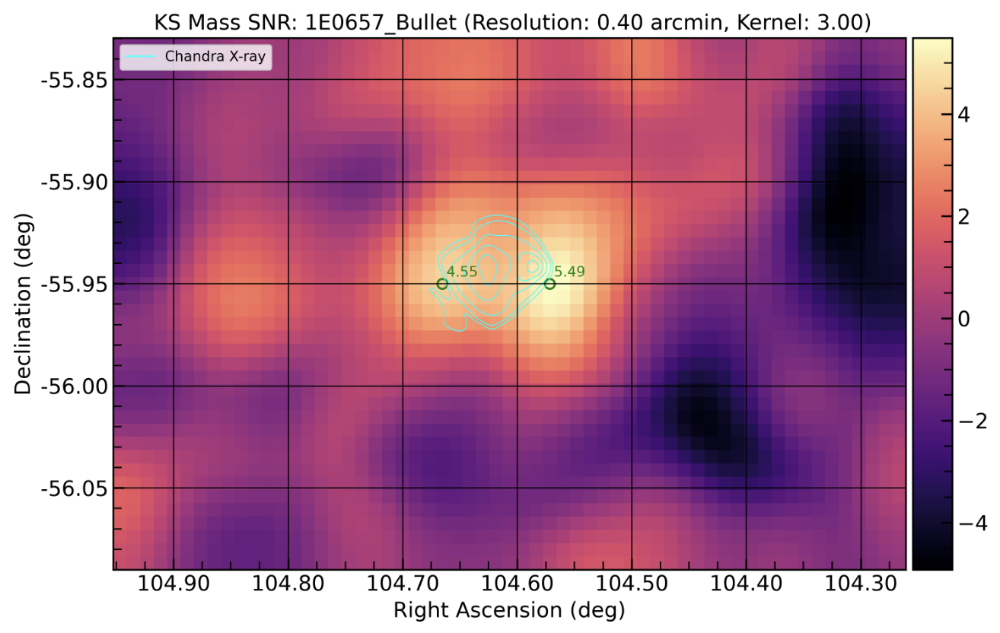 KS Mass SNR: 1E0657_Bullet (Resolution: 0.40 arcmin, Kernel: 3.00)
Chandra X-ray
-55.85
-55.90
-55.95
-56.00
-56.05
Declination (deg)
4.55
5.49
4
2
0
−2
−4
104.90 104.80 104.70 104.60 104.50 104.40 104.30
Right Ascension (deg)